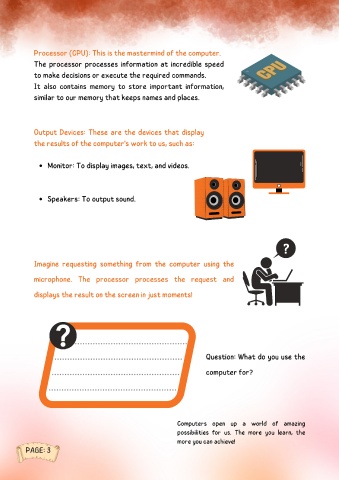 Processor (CPU): This is the mastermind of the computer.
The processor processes information at incredible speed
to make decisions or execute the required commands.
It also contains memory to store important information,
similar to our memory that keeps names and places.
CPU
Output Devices: These are the devices that display
the results of the computer's work to us, such as:
• Monitor: To display images, text, and videos.
• Speakers: To output sound.
?
Imagine requesting something from the computer using the
microphone. The processor processes the request and
displays the result on the screen in just moments!
?
Question: What do you use the
computer for?
Computers open up a world of amazing
possibilities for us. The more you learn, the
more you can achieve!
PAGE: 3